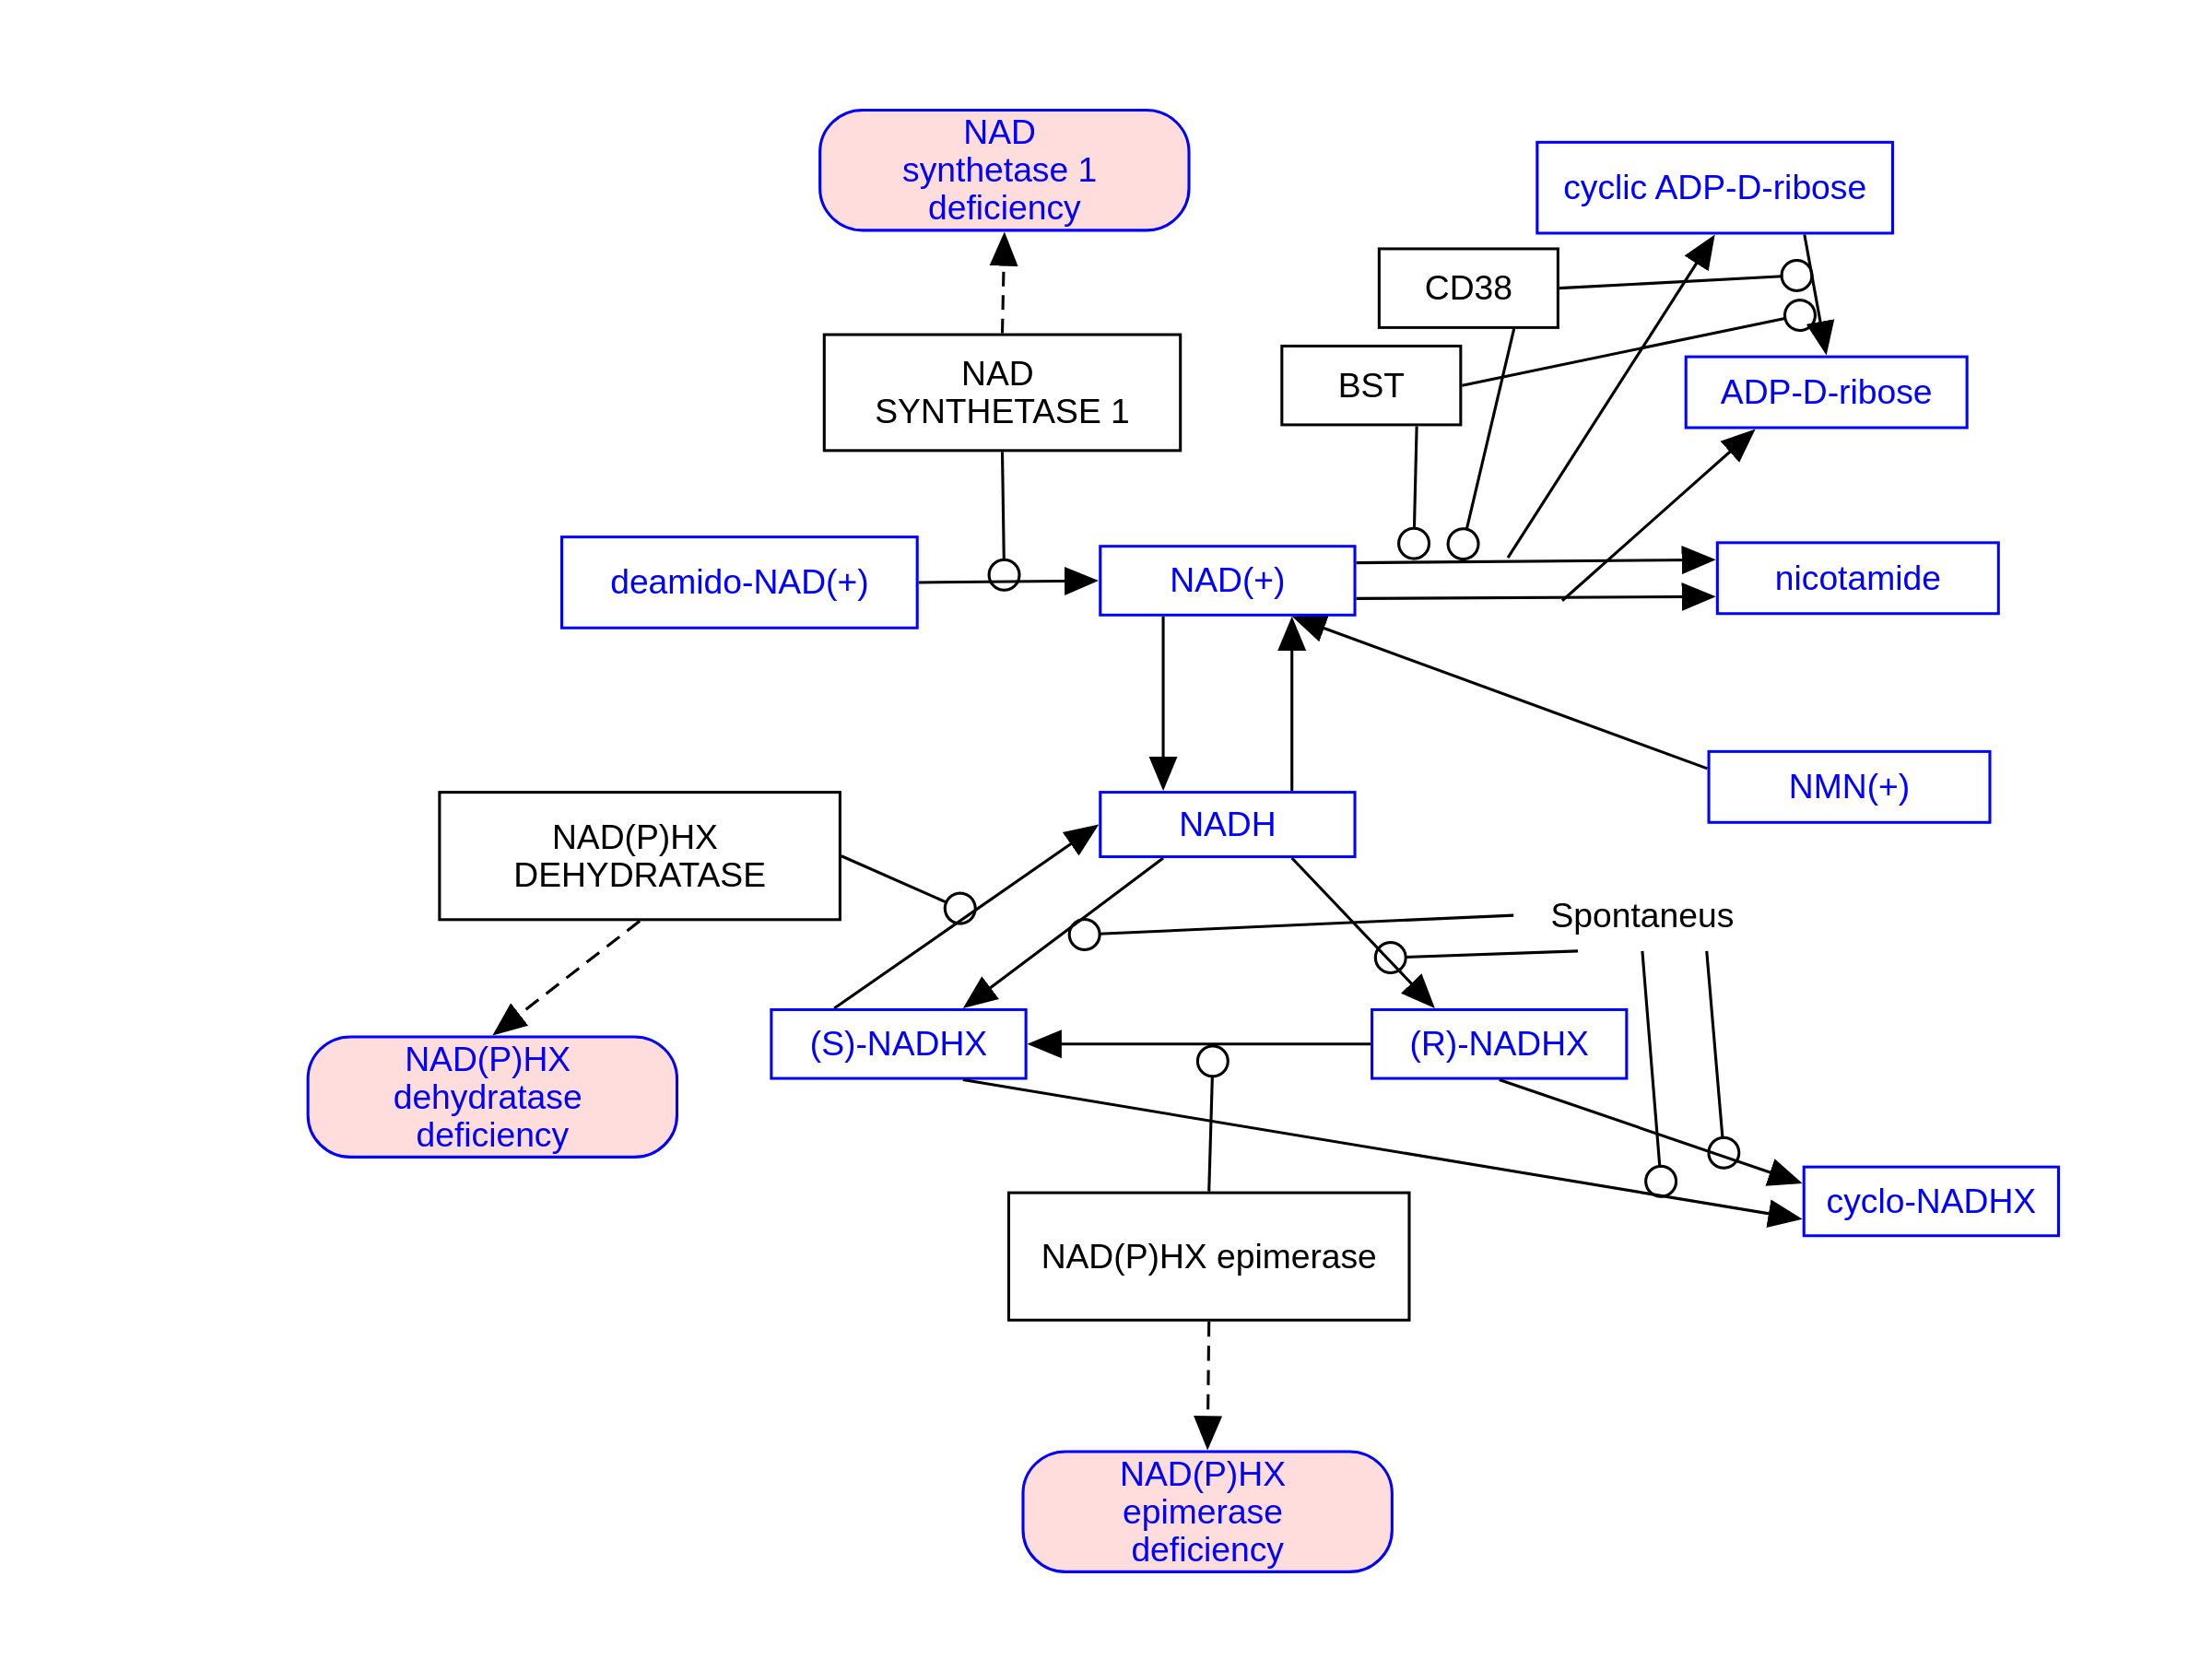 NAD
synthetase 1
deficiency
cyclic ADP-D-ribose
CD38
NAD
SYNTHETASE 1
BST
ADP-D-ribose
deamido-NAD(+)
NAD(+)
nicotamide
NMN(+)
NADH
NAD(P)HX
DEHYDRATASE
Spontaneus
(S)-NADHX
(R)-NADHX
NAD(P)HX
dehydratase
deficiency
cyclo-NADHX
NAD(P)HX epimerase
NAD(P)HX
epimerase
deficiency